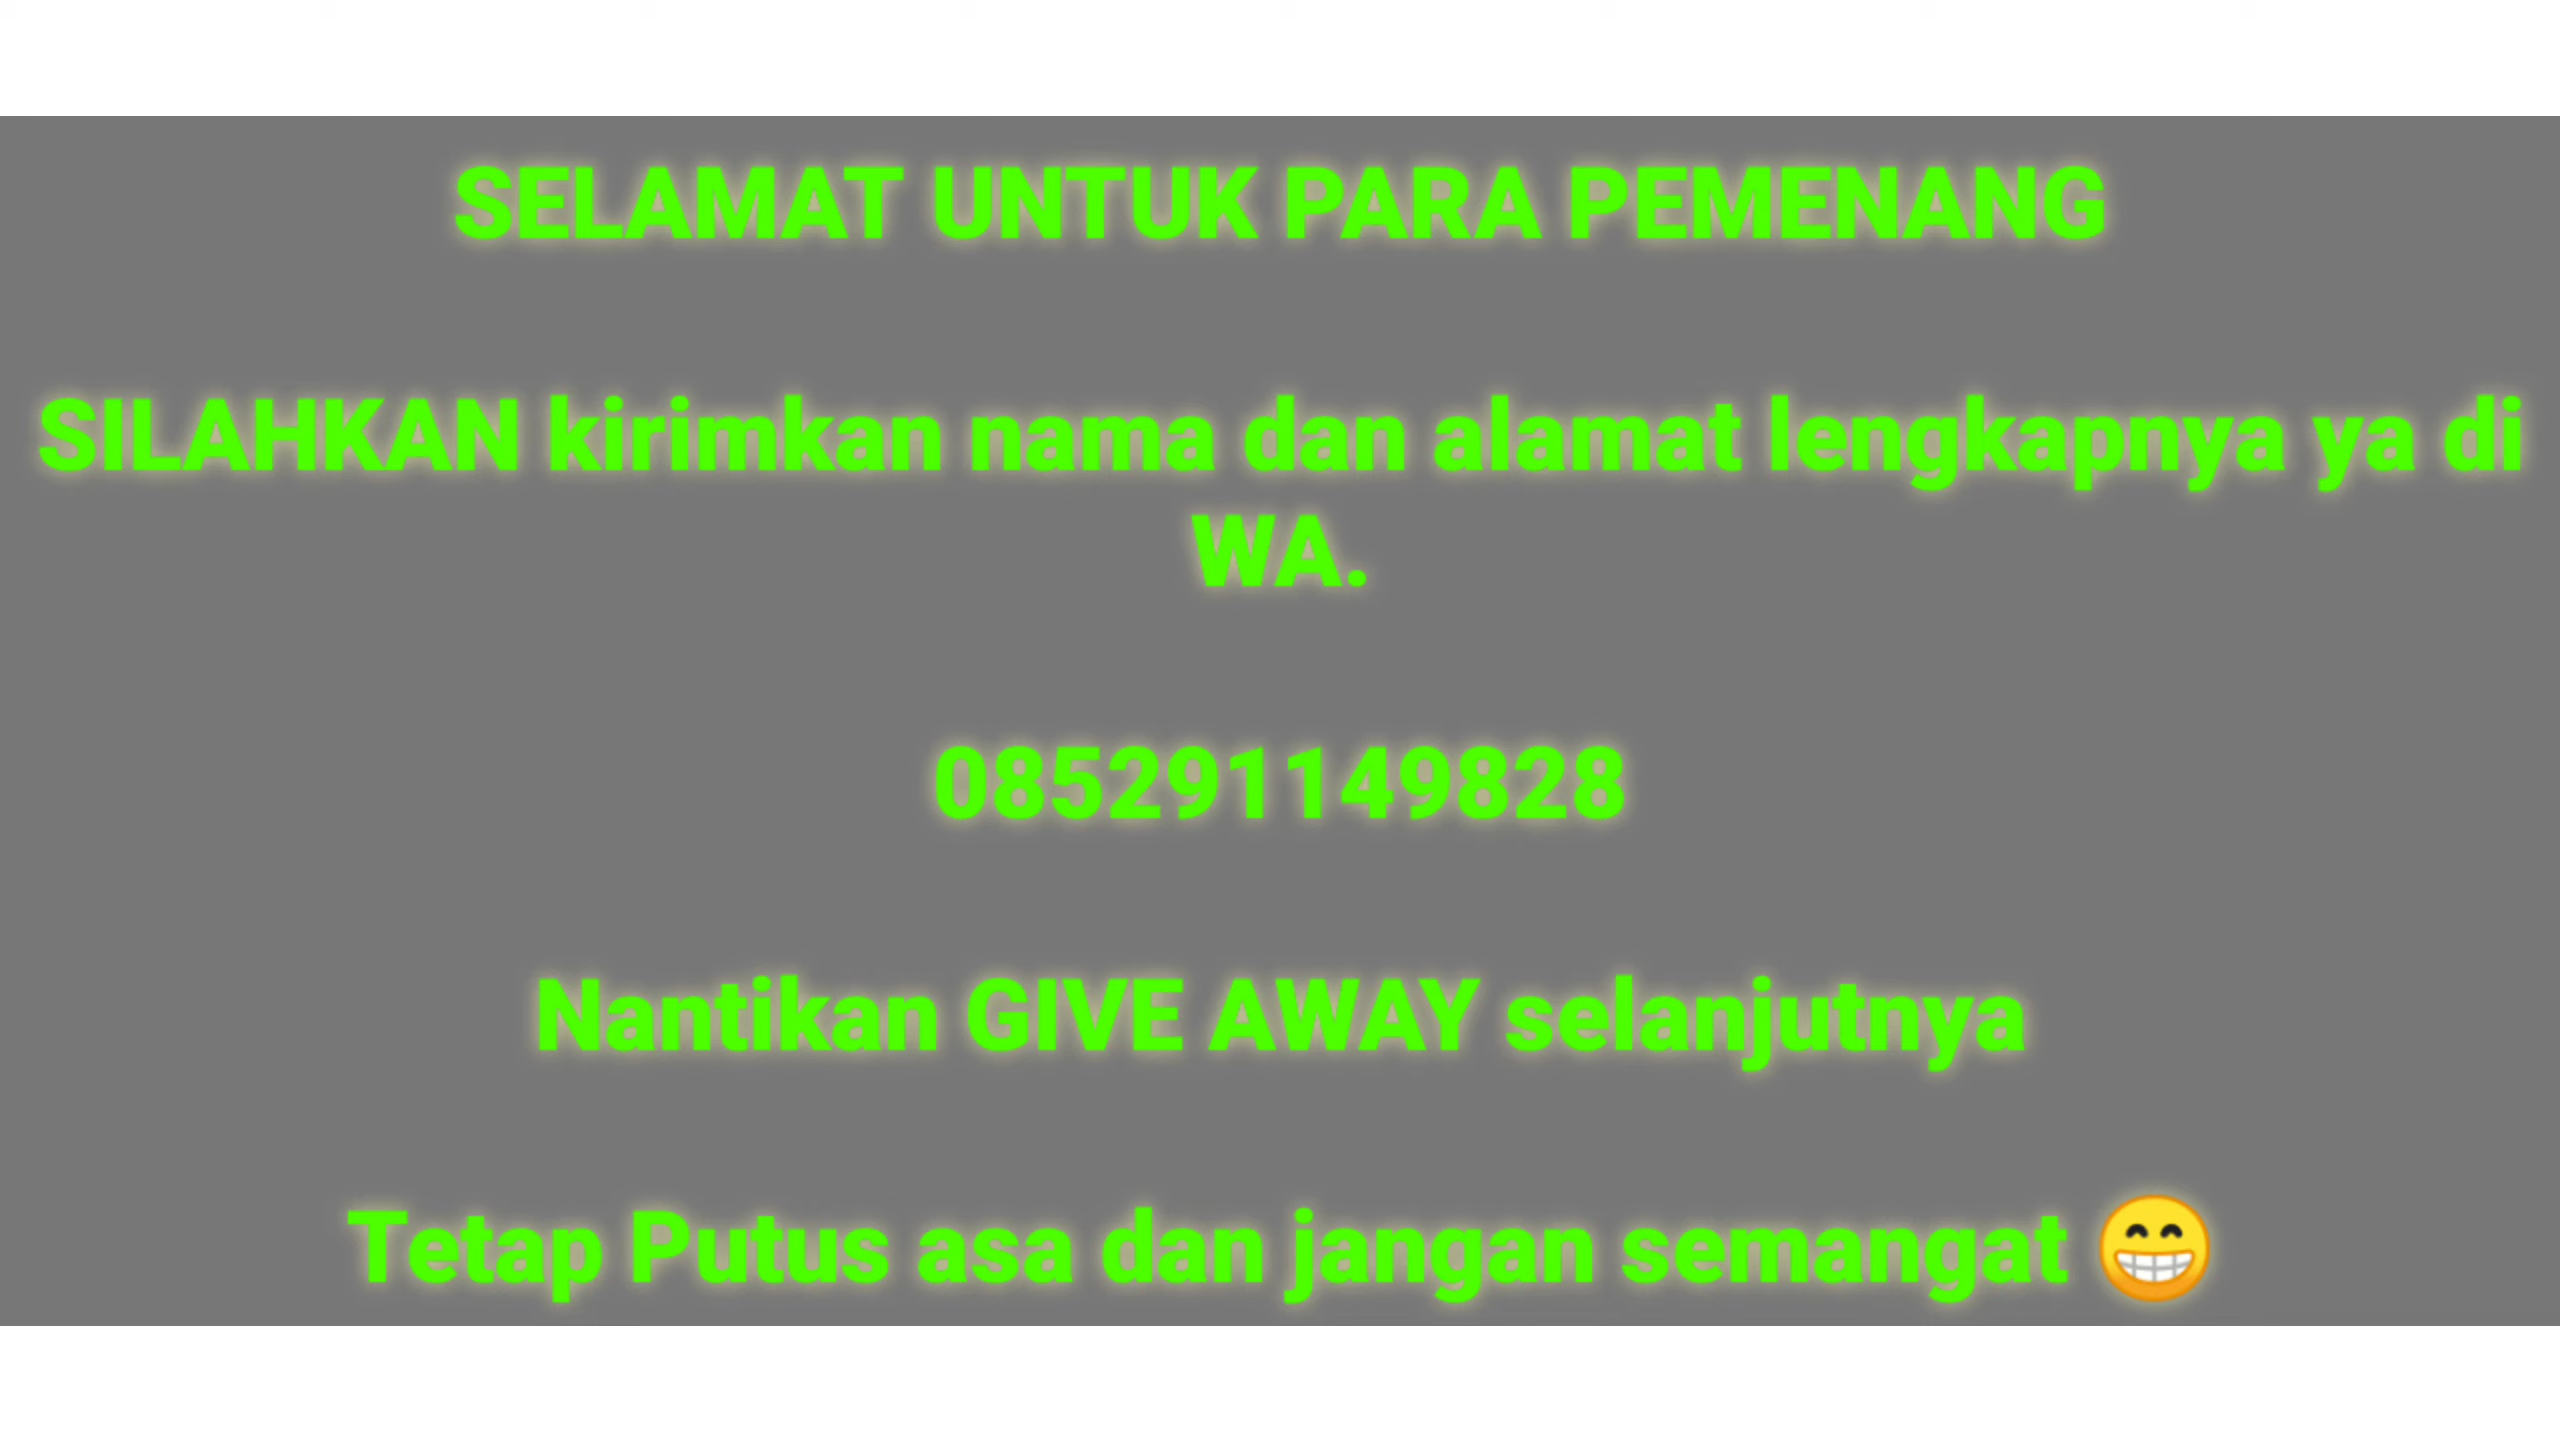 SELAMAT UNTUK PARA PEMENANG
SILAHKAN kirimkan nama dan alamat lengkapnya ya di
WA.
085291149828
Nantikan GIVE AWAY selanjutnya
Tetap Putus asa dan jangan semangat 😁